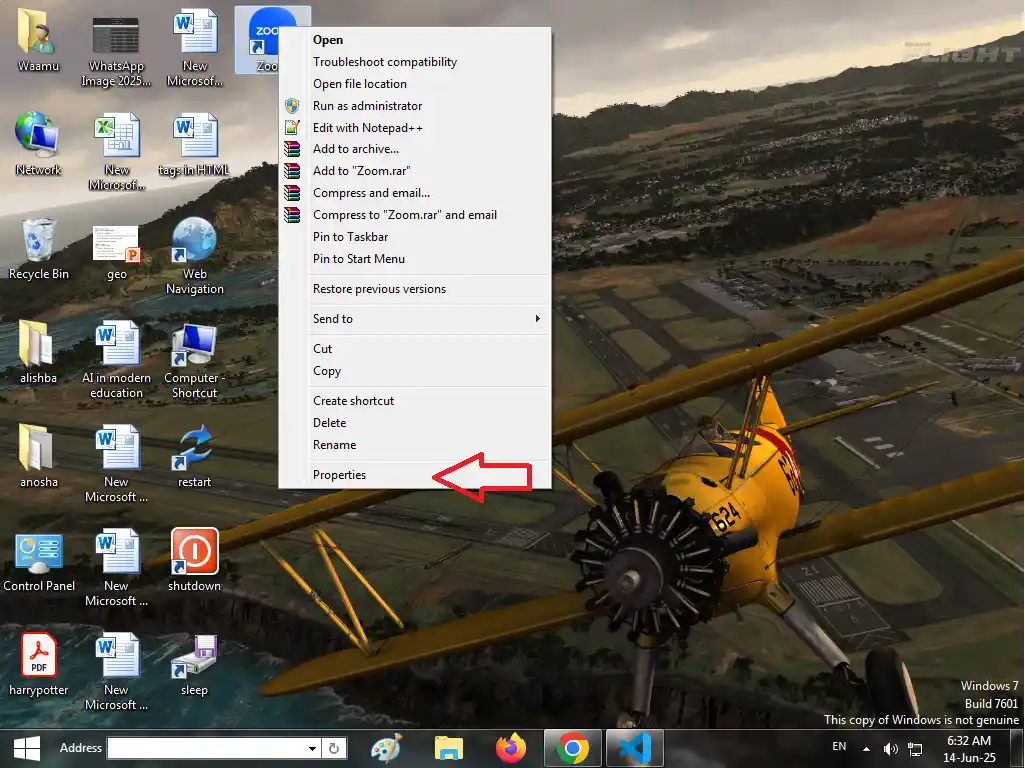 Waamu
WhatsApp
Image 2025...
New
Microsof...
zoo
Zoo
Network
New
Microsof...
tags in HTML
Recycle Bin
geo
Web
Navigation
alishba
AI in modern
education
Computer -
Shortcut
anosha
New
Microsoft ...
restart
Control Panel
New
Microsoft ...
shutdown
PDF
harrypotter
New
Microsoft ...
sleep
Open
Troubleshoot compatibility
Open file location
Run as administrator
Edit with Notepad++
Add to archive...
Add to "Zoom.rar"
Compress and email...
Compress to "Zoom.rar" and email
Pin to Taskbar
Pin to Start Menu
Restore previous versions
Send to
Cut
Copy
Create shortcut
Delete
Rename
Properties
FLIGHT
624
Windows 7
Build 7601
This copy of Windows is not genuine
Address
EN
6:32 AM
14-Jun-25